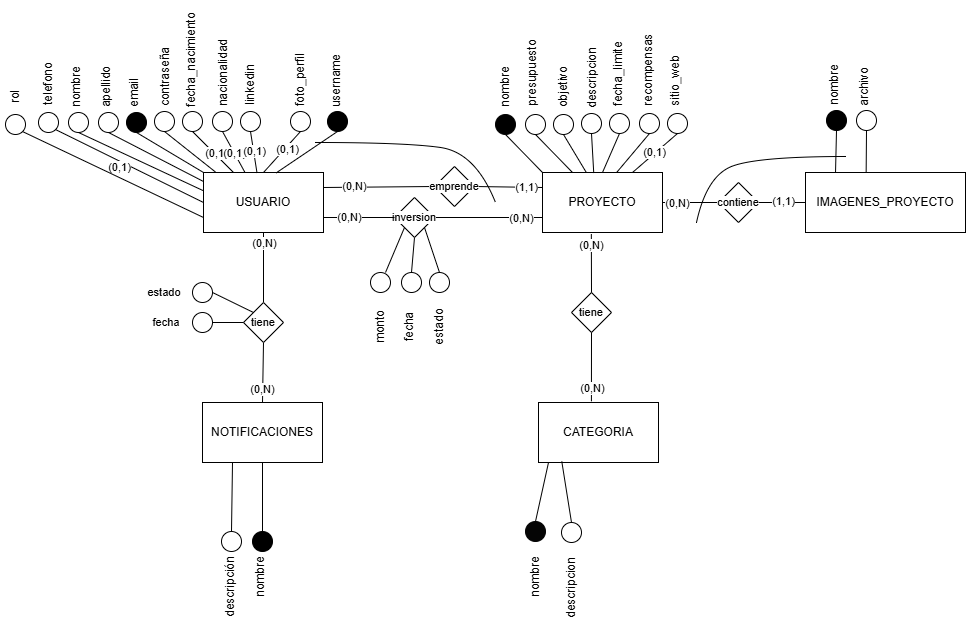 rol
telefono
nombre
apellido
email
contraseña
fecha_nacimiento
nacionalidad
linkedin
foto_perfil
username
nombre
presupuesto
objetivo
descripcion
fecha_limite
recompensas
sitio_web
nombre
archivo
(0,1)
(0,1)
(0,1)
(0,1)
(0,1)
(0,1)
USUARIO
(0,N)
emprende
(1,1)
PROYECTO
(0,N)
contiene
(1,1)
IMAGENES_PROYECTO
(0,N)
inversion
(0,N)
(0,N)
(0,N)
monto
fecha
estado
estado
fecha
tiene
tiene
(0,N)
(0,N)
NOTIFICACIONES
CATEGORIA
descripción
nombre
nombre
descripcion